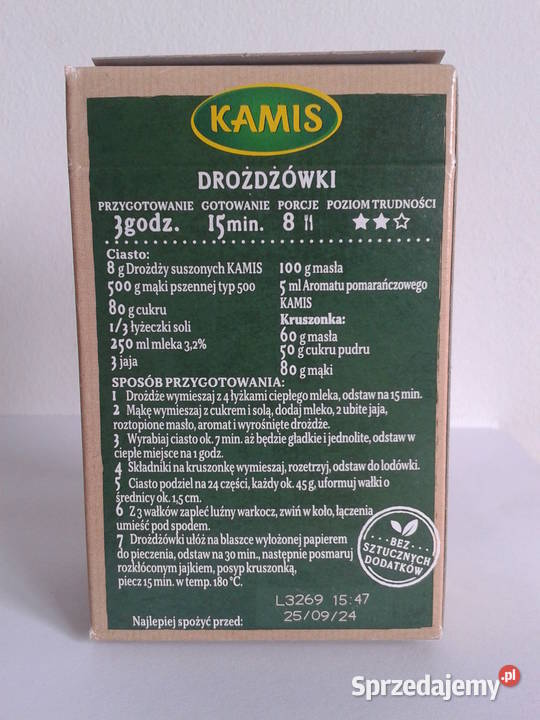 KAMIS
DROŻDŻÓWKI
PRZYGOTOWANIE GOTOWANIE PORCJE POZIOM TRUDNOŚCI
3godz. 15min. 8
Ciasto:
8 g Drożdży suszonych KAMIS
500 g mąki pszennej typ 500
80 g cukru
1/3 łyżeczki soli
250 ml mleka 3,2%
3 jaja
100 g masła
5 ml Aromatu pomarańczowego
KAMIS
Kruszonka:
60 g masła
50 g cukru pudru
80 g mąki
SPOSÓB PRZYGOTOWANIA:
1 Drożdże wymieszaj z 4 łyżkami ciepłego mleka, odstaw na 15 min.
2 Mąkę wymieszaj z cukrem i solą, dodaj mleko, 2 ubite jaja,
roztopione masło, aromat i wyrośnięte drożdże.
3 Wyrabiaj ciasto ok. 7 min. aż będzie gładkie i jednolite, odstaw w
ciepłe miejsce na 1 godz.
4 Składniki na kruszonkę wymieszaj, rozetrzyj, odstaw do lodówki.
5 Ciasto podziel na 24 części, każdy ok. 45 g, uformuj wałki o
średnicy ok. 1,5 cm.
6 Z 3 wałków zapleć luźny warkocz, zwiń w koło, łączenia
umieść pod spodem.
7 Drożdżówki ułóż na blaszce wyłożonej papierem
do pieczenia, odstaw na 30 min., następnie posmaruj
rozkłóconym jajkiem, posyp kruszonką,
piecz 15 min. w temp. 180 °C.
BEZ
SZTUCZNYCH
DODATKÓW
L3269 15:47
Najlepiej spożyć przed: 25/09/24
Sprzedajemy.pl